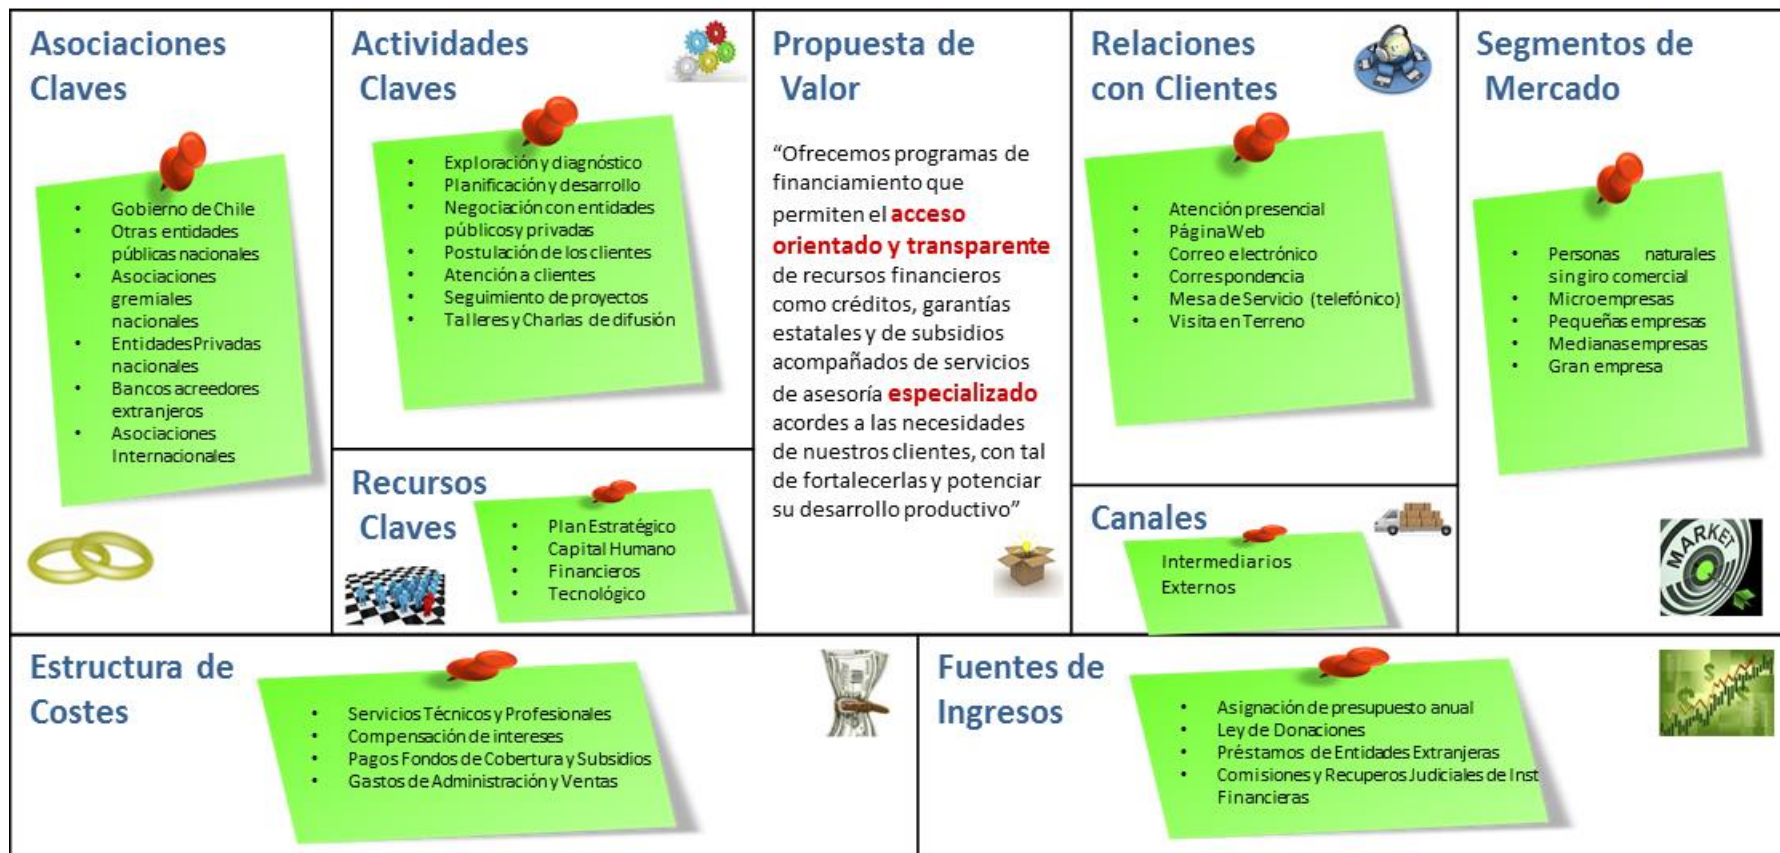 Asociaciones
Claves
• Gobierno de Chile
• Otras entidades
públicas nacionales
• Asociaciones
gremiales
nacionales
• Entidades Privadas
nacionales
• Bancos acreedores
extranjeros
• Asociaciones
Internacionales
Actividades
Claves
• Exploración y diagnóstico
• Planificación y desarrollo
• Negociación con entidades
públicos y privadas
• Postulación de los clientes
• Atención a clientes
• Seguimiento de proyectos
• Talleres y Charlas de difusión
Recursos
Claves
• Plan Estratégico
• Capital Humano
• Financieros
• Tecnológico
Propuesta de
Valor
“Ofrecemos programas de
financiamiento que
permiten el acceso
orientado y transparente
de recursos financieros
como créditos, garantías
estatales y de subsidios
acompañados de servicios
de asesoría especializado
acordes a las necesidades
de nuestros clientes, con tal
de fortalecerlas y potenciar
su desarrollo productivo”
Relaciones
con Clientes
• Atención presencial
• Página Web
• Correo electrónico
• Correspondencia
• Mesa de Servicio (telefónico)
• Visita en Terreno
Canales
Intermediarios
Externos
Segmentos de
Mercado
• Personas naturales
sin giro comercial
• Microempresas
• Pequeñas empresas
• Medianas empresas
• Gran empresa
MARKET
Estructura de
Costes
• Servicios Técnicos y Profesionales
• Compensación de intereses
• Pagos Fondos de Cobertura y Subsidios
• Gastos de Administración y Ventas
Fuentes de
Ingresos
• Asignación de presupuesto anual
• Ley de Donaciones
• Préstamos de Entidades Extranjeras
• Comisiones y Recuperos Judiciales de Inst
Financieras
$
$